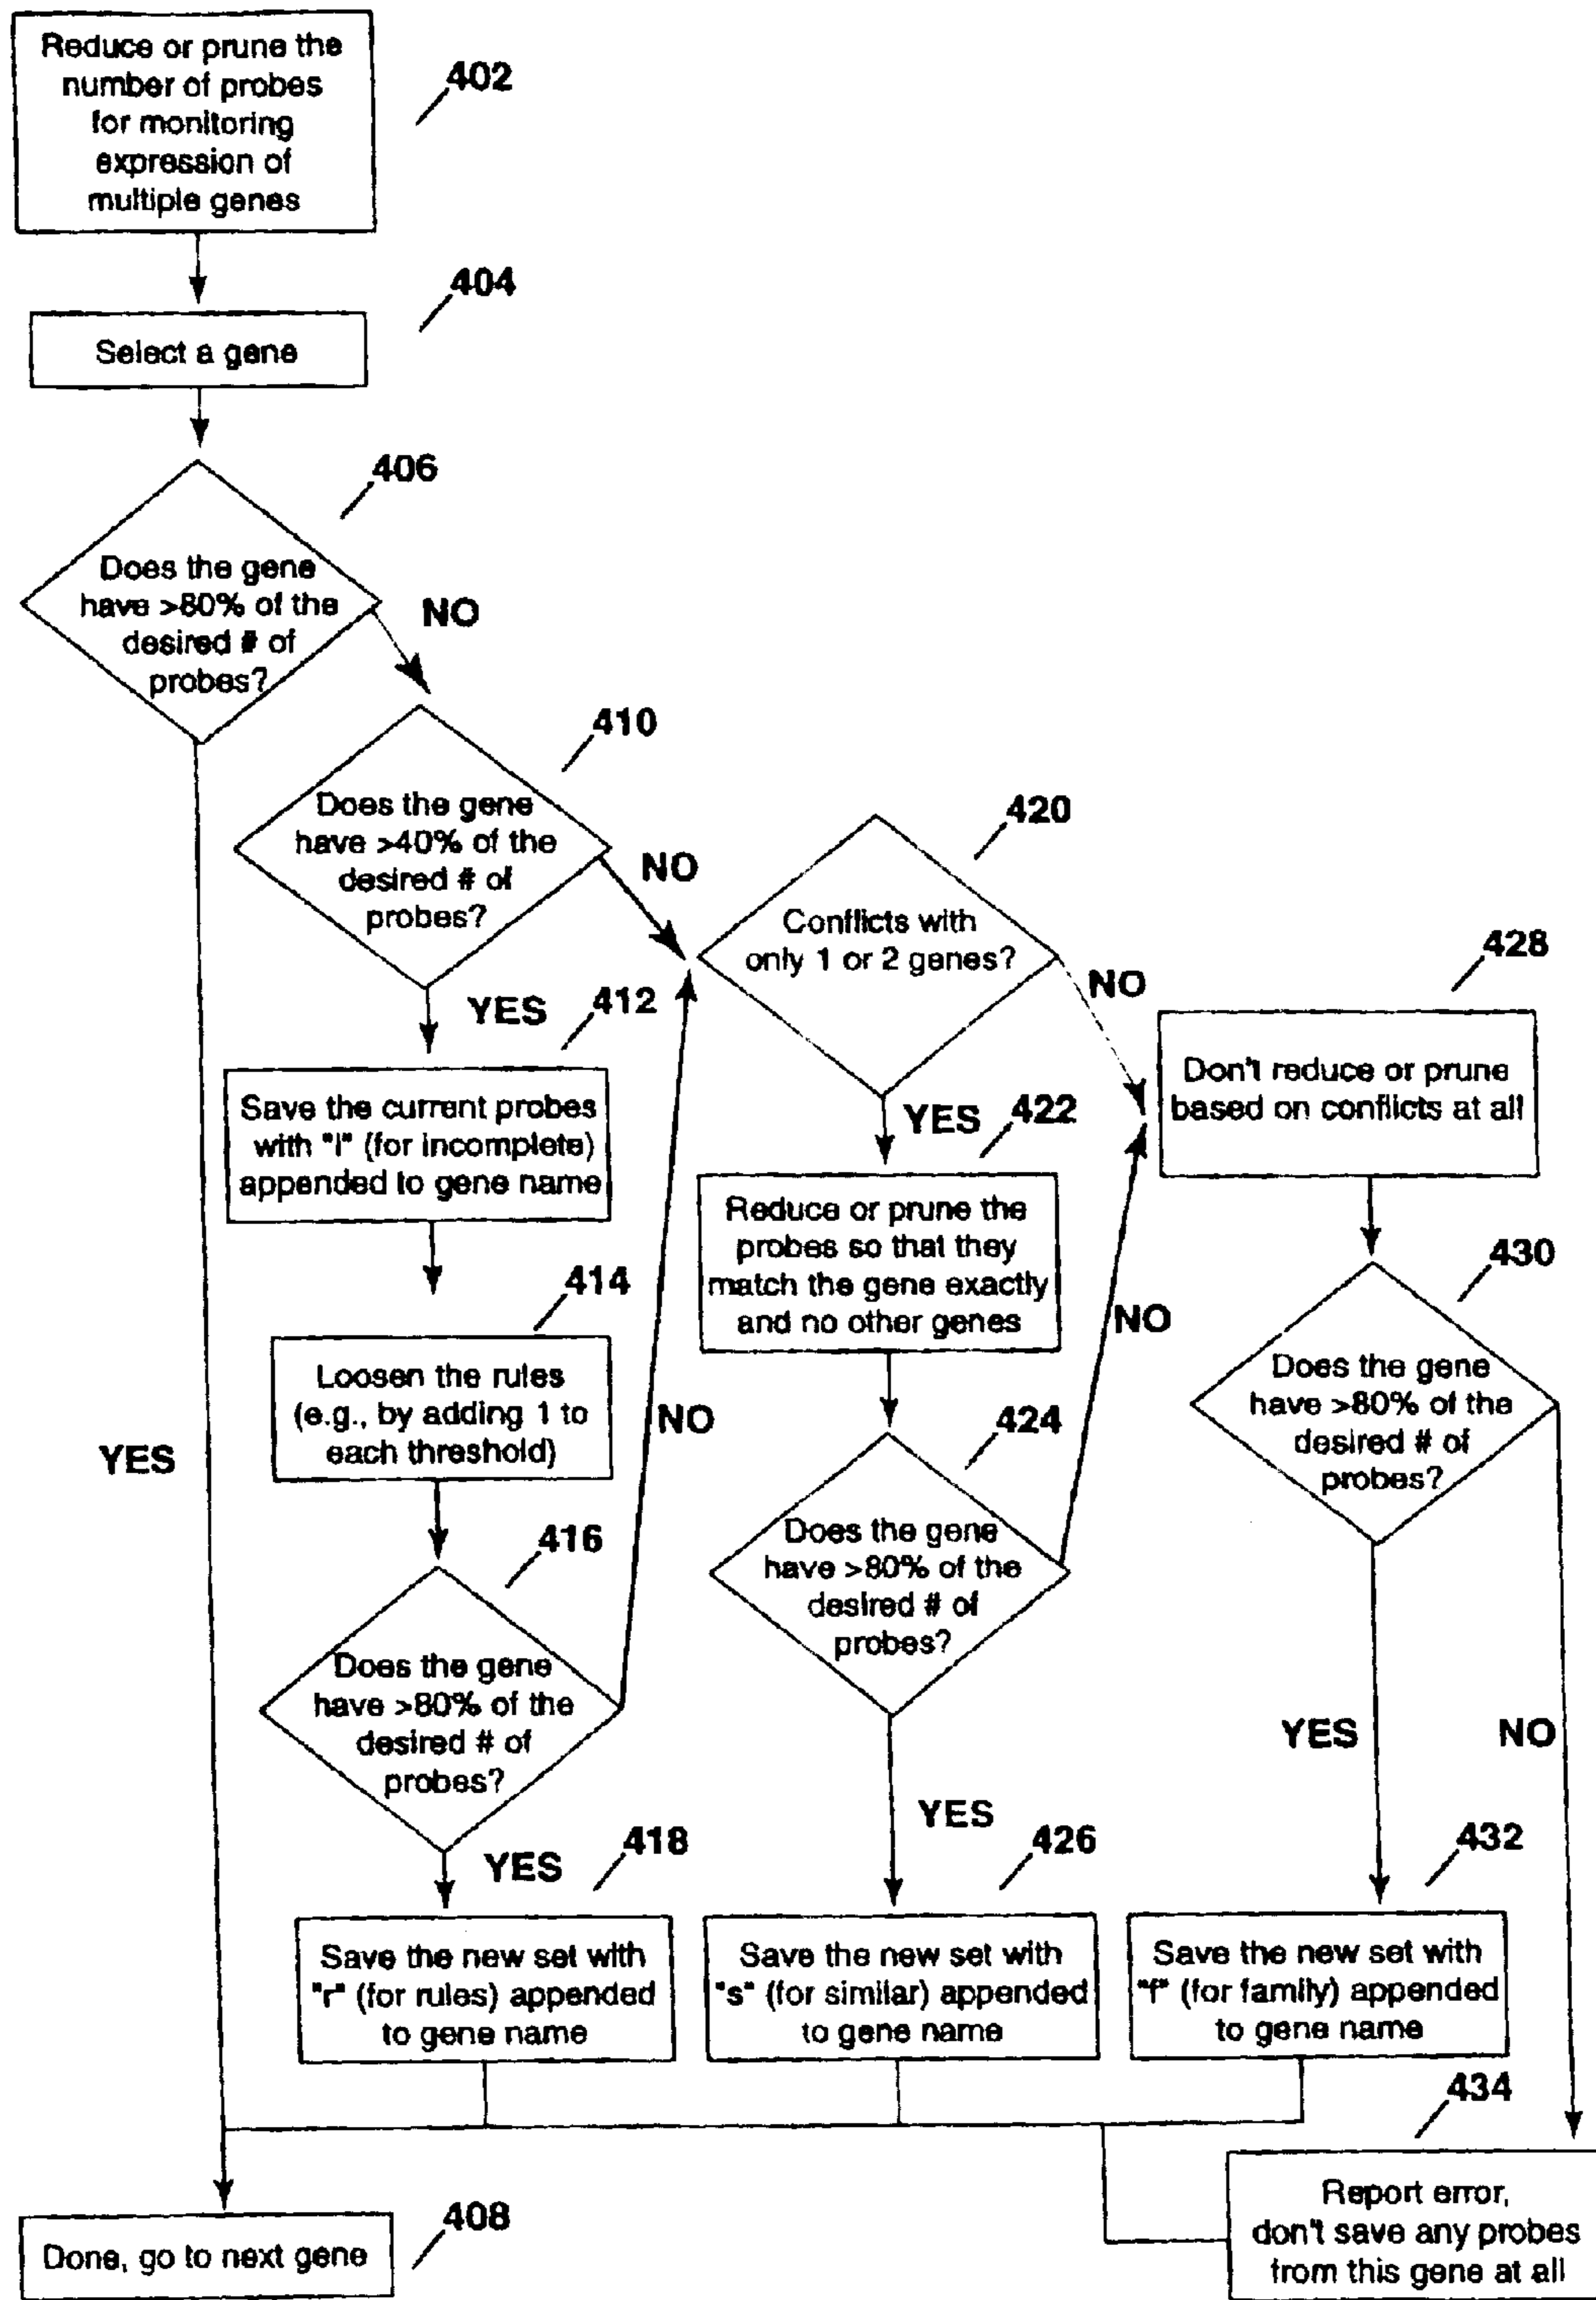 Reduce or prune the
number of probes
for monitoring
expression of
multiple genes
402
Select a gene
404
406
Does the gene
have >80% of the
desired # of
probes?
NO
YES
410
Does the gene
have >40% of the
desired # of
probes?
NO
YES
412
Save the current probes
with "i" (for incomplete)
appended to gene name
414
Loosen the rules
(e.g., by adding 1 to
each threshold)
416
Does the gene
have >80% of the
desired # of
probes?
NO
YES
418
Save the new set with
"r" (for rules) appended
to gene name
420
Conflicts with
only 1 or 2 genes?
NO
YES
422
Reduce or prune the
probes so that they
match the gene exactly
and no other genes
424
Does the gene
have >80% of the
desired # of
probes?
NO
YES
426
Save the new set with
"s" (for similar) appended
to gene name
428
Don't reduce or prune
based on conflicts at all
430
Does the gene
have >80% of the
desired # of
probes?
YES
NO
432
Save the new set with
"f" (for family) appended
to gene name
434
Report error,
don't save any probes
from this gene at all
Done, go to next gene
408